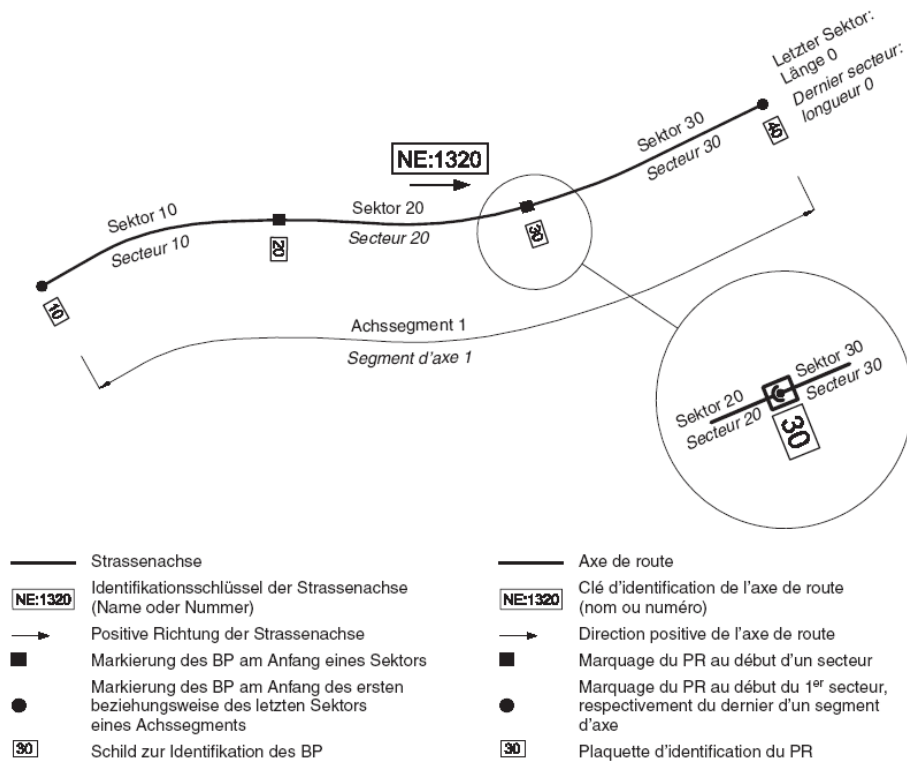 Letzter Sektor:
Länge 0
Dernier secteur:
longueur 0
40
Sektor 30
Secteur 30
NE:1320
Sektor 10
Secteur 10
20
Sektor 20
Secteur 20
30
10
Achssegment 1
Segment d'axe 1
Sektor 20
Secteur 20
Sektor 30
Secteur 30
30
Strassenachse
NE:1320
Identifikationsschlüssel der Strassenachse
(Name oder Nummer)
Positive Richtung der Strassenachse
Markierung des BP am Anfang eines Sektors
Markierung des BP am Anfang des ersten
beziehungsweise des letzten Sektors
eines Achssegments
30
Schild zur Identifikation des BP
Axe de route
NE:1320
Clé d'identification de l'axe de route
(nom ou numéro)
Direction positive de l'axe de route
Marquage du PR au début d'un secteur
Marquage du PR au début du 1er secteur,
respectivement du dernier d'un segment
d'axe
30
Plaquette d'identification du PR